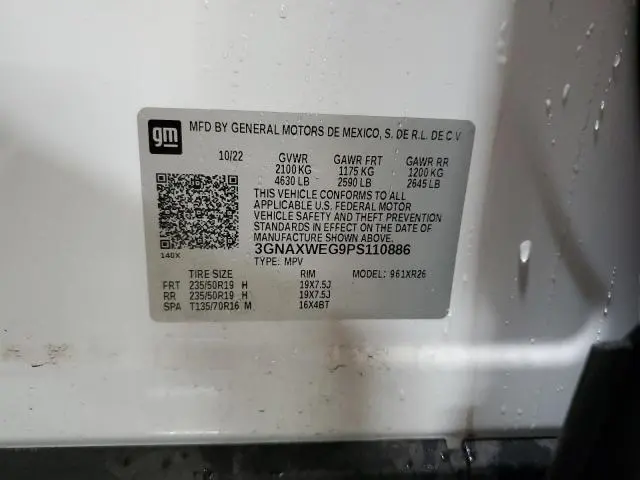 gm MFD BY GENERAL MOTORS DE MEXICO, S. DE R.L. DE C V
10/22 GVWR GAWR FRT GAWR RR
2100 KG 1175 KG 1200 KG
4630 LB 2590 LB 2645 LB
THIS VEHICLE CONFORMS TO ALL
APPLICABLE U.S. FEDERAL MOTOR
VEHICLE SAFETY AND THEFT PREVENTION
STANDARDS IN EFFECT ON THE DATE OF
MANUFACTURE SHOWN ABOVE.
3GNAXWEG9PS110886
140X TYPE: MPV
TIRE SIZE RIM MODEL: 961XR26
FRT 235/50R19 H 19X7.5J
RR 235/50R19 H 19X7.5J
SPA T135/70R16 M 16X4BT